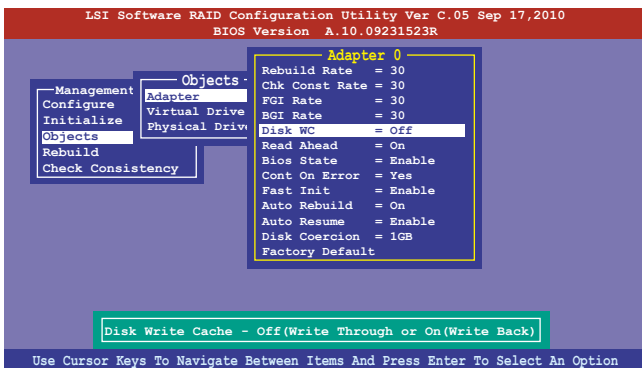 LSI Software RAID Configuration Utility Ver C.05 Sep 17,2010
BIOS Version A.10.09231523R
Management
Configure
Initialize
Objects
Rebuild
Check Consistency
Objects
Adapter
Virtual Drive
Physical Drive
Adapter 0
Rebuild Rate = 30
Chk Const Rate = 30
FGI Rate = 30
BGI Rate = 30
Disk WC = Off
Read Ahead = On
Bios State = Enable
Cont On Error = Yes
Fast Init = Enable
Auto Rebuild = On
Auto Resume = Enable
Disk Coercion = 1GB
Factory Default
Disk Write Cache - Off(Write Through or On(Write Back)
Use Cursor Keys To Navigate Between Items And Press Enter To Select An Option